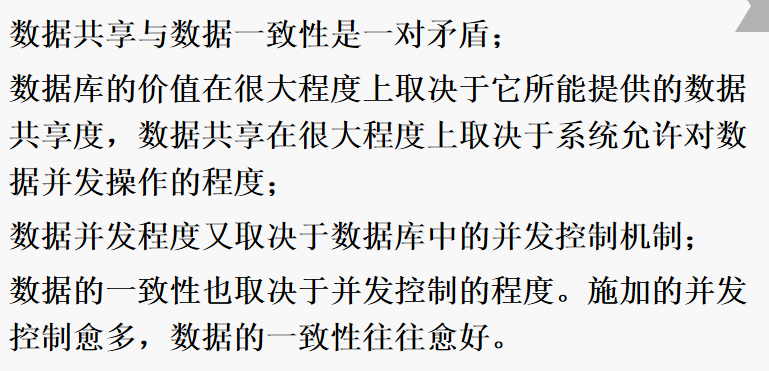 数据共享与数据一致性是一对矛盾；
数据库的价值在很大程度上取决于它所能提供的数据
共享度，数据共享在很大程度上取决于系统允许对数
据并发操作的程度；
数据并发程度又取决于数据库中的并发控制机制；
数据的一致性也取决于并发控制的程度。施加的并发
控制愈多，数据的一致性往往愈好。